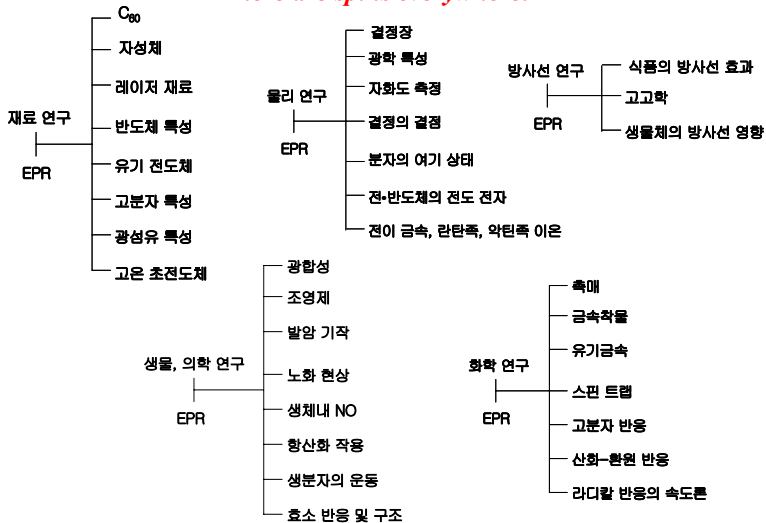 재료 연구
EPR
C₆₀
자성체
레이저 재료
반도체 특성
유기 전도체
고분자 특성
광섬유 특성
고온 초전도체
물리 연구
EPR
결정장
광학 특성
자화도 측정
결정의 결정
분자의 여기 상태
전•반도체의 전도 전자
전이 금속, 란탄족, 악틴족 이온
방사선 연구
EPR
식품의 방사선 효과
고고학
생물체의 방사선 영향
생물, 의학 연구
EPR
광합성
조영제
발암 기작
노화 현상
생체내 NO
항산화 작용
생분자의 운동
효소 반응 및 구조
화학 연구
EPR
촉매
금속착물
유기금속
스핀 트랩
고분자 반응
산화-환원 반응
라디칼 반응의 속도론